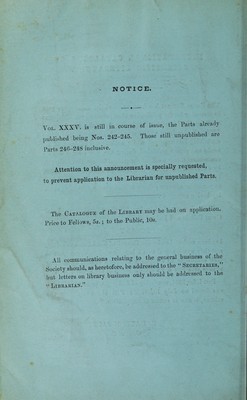 NOTICE.
Vol. XXXV. is still in course of issue, the Parts already
published being Nos. 242-245. Those still unpublished are
Parts 246-248 inclusive.
Attention to this announcement is specially requested,
to prevent application to the Librarian for unpublished Parts.
The Catalogue of the Library may be had on application.
Price to Fellows, 5s.; to the Public, 10s.
All communications relating to the general business of the
Society should, as heretofore, be addressed to the "Secretaries,"
but letters on library business only should be addressed to the
"Librarian."